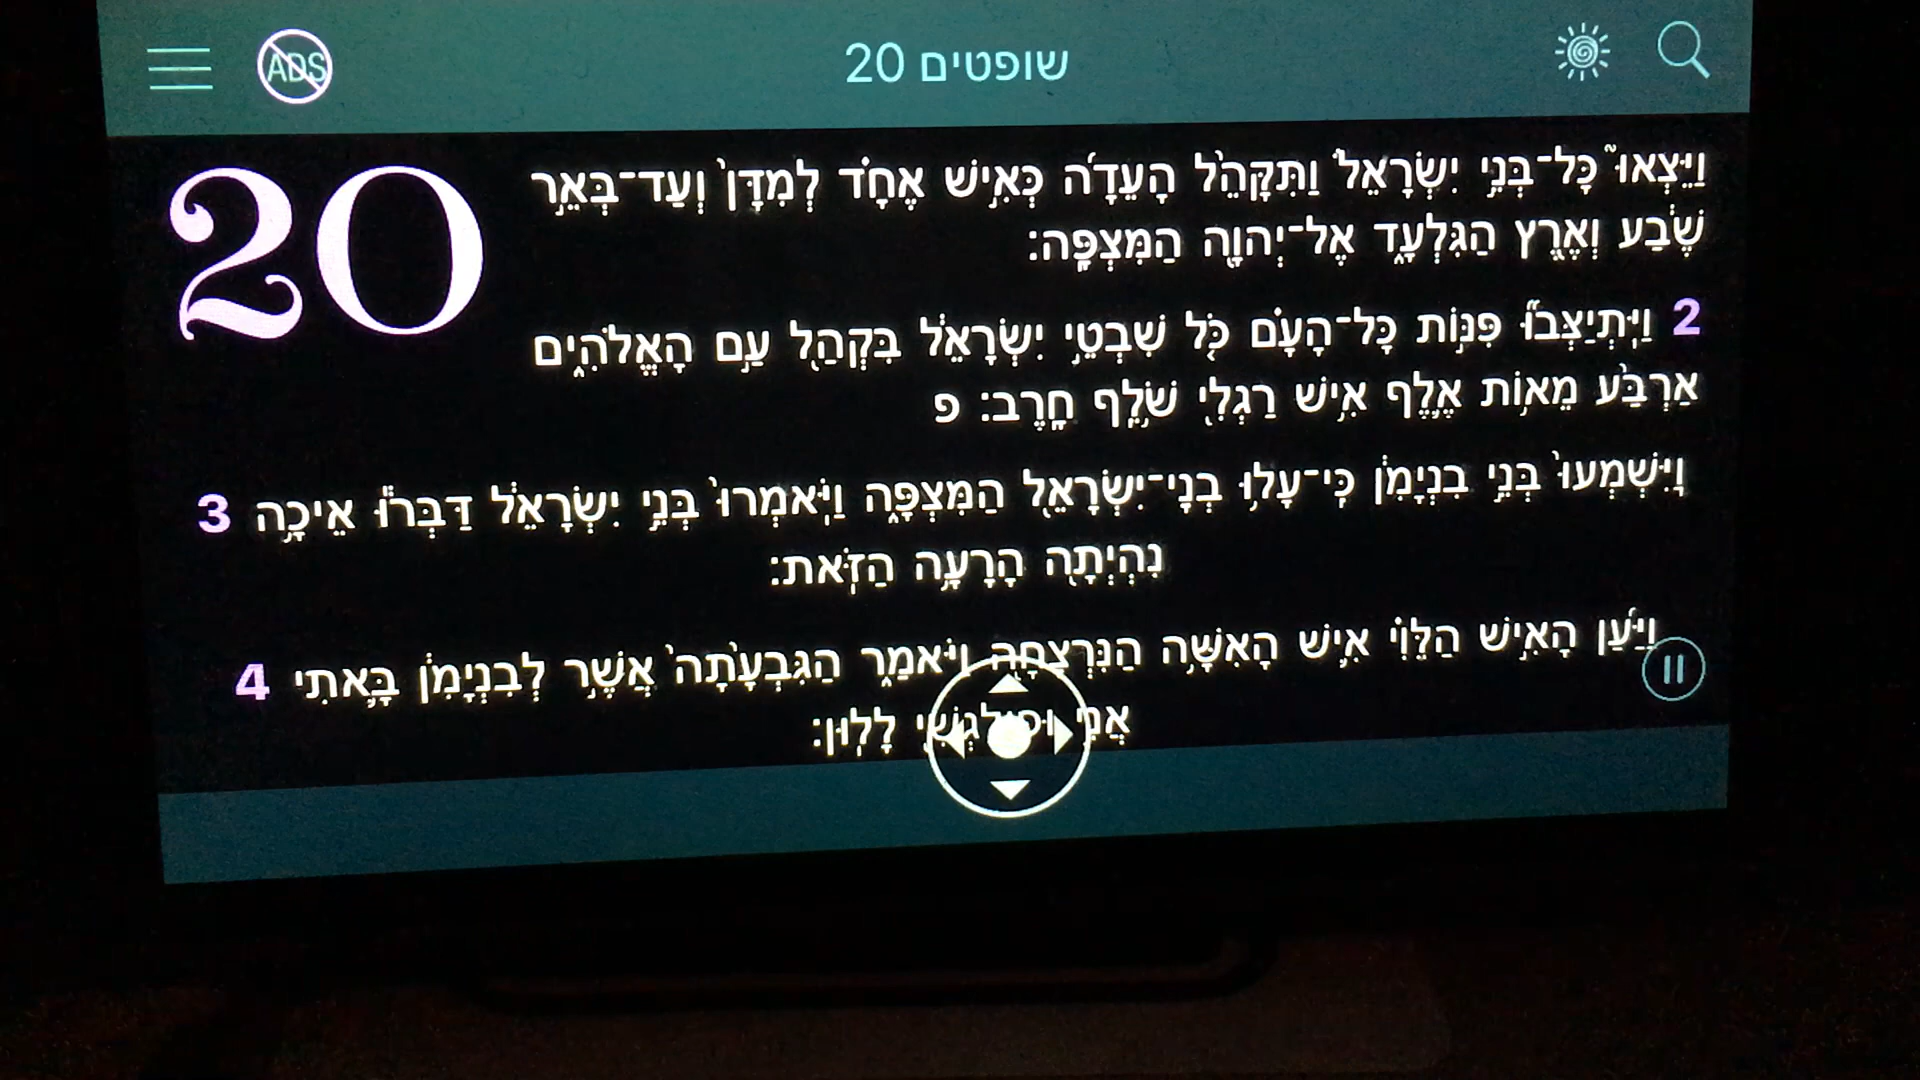 ADS
שופטים 20
20
וַיֵּצְאוּ֮ כָּל־בְּנֵ֣י יִשְׂרָאֵל֒ וַתִּקָּהֵ֨ל הָעֵדָ֜ה כְּאִ֣ישׁ אֶחָ֗ד לְמִדָּן֙ וְעַד־בְּאֵ֣ר
שֶׁ֔בַע וְאֶ֖רֶץ הַגִּלְעָ֑ד אֶל־יְהוָ֖ה הַמִּצְפָּֽה׃
2 וַיִּֽתְיַצְּב֞וּ פִּנּ֣וֹת כָּל־הָעָ֗ם כֹּ֚ל שִׁבְטֵ֣י יִשְׂרָאֵ֔ל בִּקְהַ֖ל עַ֣ם הָאֱלֹהִ֑ים
אַרְבַּ֨ע מֵא֥וֹת אֶ֛לֶף אִ֥ישׁ רַגְלִ֖י שֹׁ֥לֵֽף חָֽרֶב׃ פ
3 וַֽיִּשְׁמְעוּ֙ בְּנֵ֣י בִנְיָמִ֔ן כִּֽי־עָל֥וּ בְנֵֽי־יִשְׂרָאֵ֖ל הַמִּצְפָּ֑ה וַיֹּֽאמְרוּ֙ בְּנֵ֣י יִשְׂרָאֵ֔ל דַּבְּר֕וּ אֵיכָ֥ה
נִהְיְתָ֖ה הָרָעָ֥ה הַזֹּֽאת׃
4 וַיַּ֜עַן הָאִ֣ישׁ הַלֵּוִ֗י אִ֛ישׁ הָאִשָּׁ֥ה הַנִּרְצָחָ֖ה וַיֹּאמַ֑ר הַגִּבְעָ֙תָה֙ אֲשֶׁ֣ר לְבִנְיָמִ֔ן בָּ֛אתִי
אֲנִ֥י וּפִֽילַגְשִׁ֖י לָלֽוּן׃